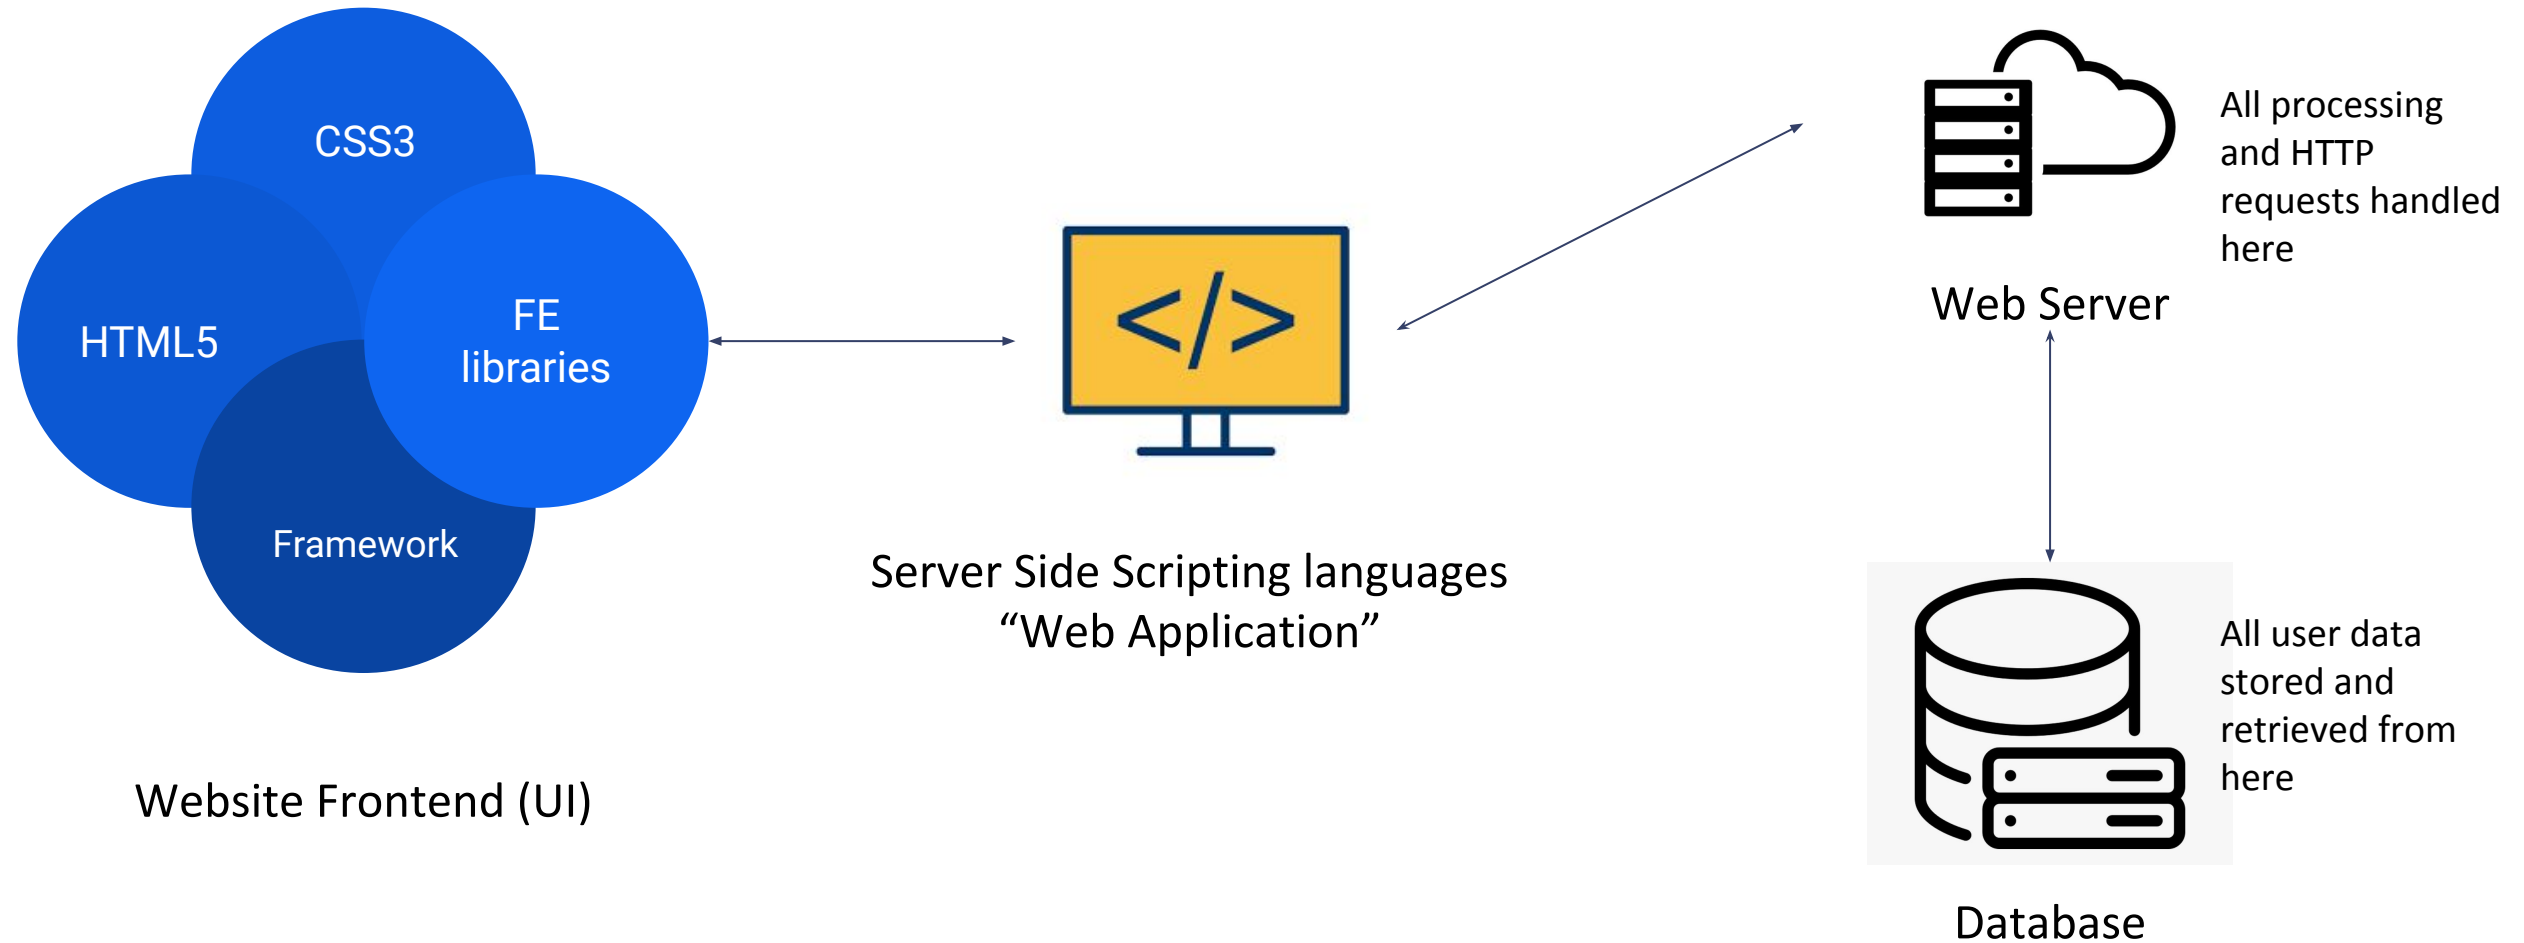 CSS3
HTML5
FE
libraries
Framework
Website Frontend (UI)
</>
Server Side Scripting languages
“Web Application”
All processing
and HTTP
requests handled
here
Web Server
All user data
stored and
retrieved from
here
Database